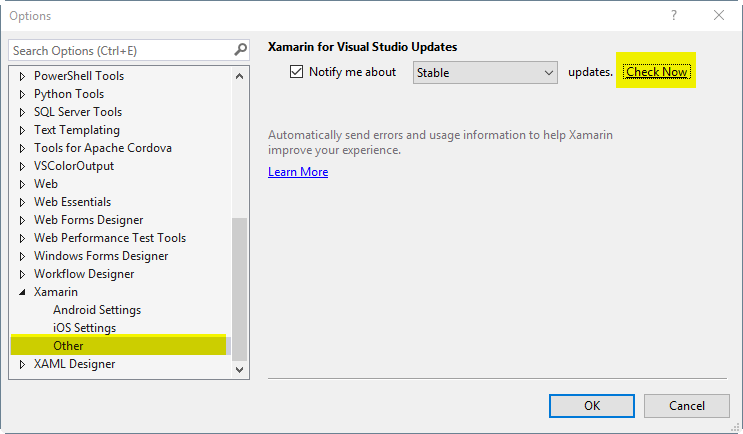 Options
Search Options (Ctrl+E)
PowerShell Tools
Python Tools
SQL Server Tools
Text Templating
Tools for Apache Cordova
VSColorOutput
Web
Web Essentials
Web Forms Designer
Web Performance Test Tools
Windows Forms Designer
Workflow Designer
Xamarin
Android Settings
iOS Settings
Other
XAML Designer
Xamarin for Visual Studio Updates
Notify me about Stable updates. Check Now
Automatically send errors and usage information to help Xamarin
improve your experience.
Learn More
OK Cancel